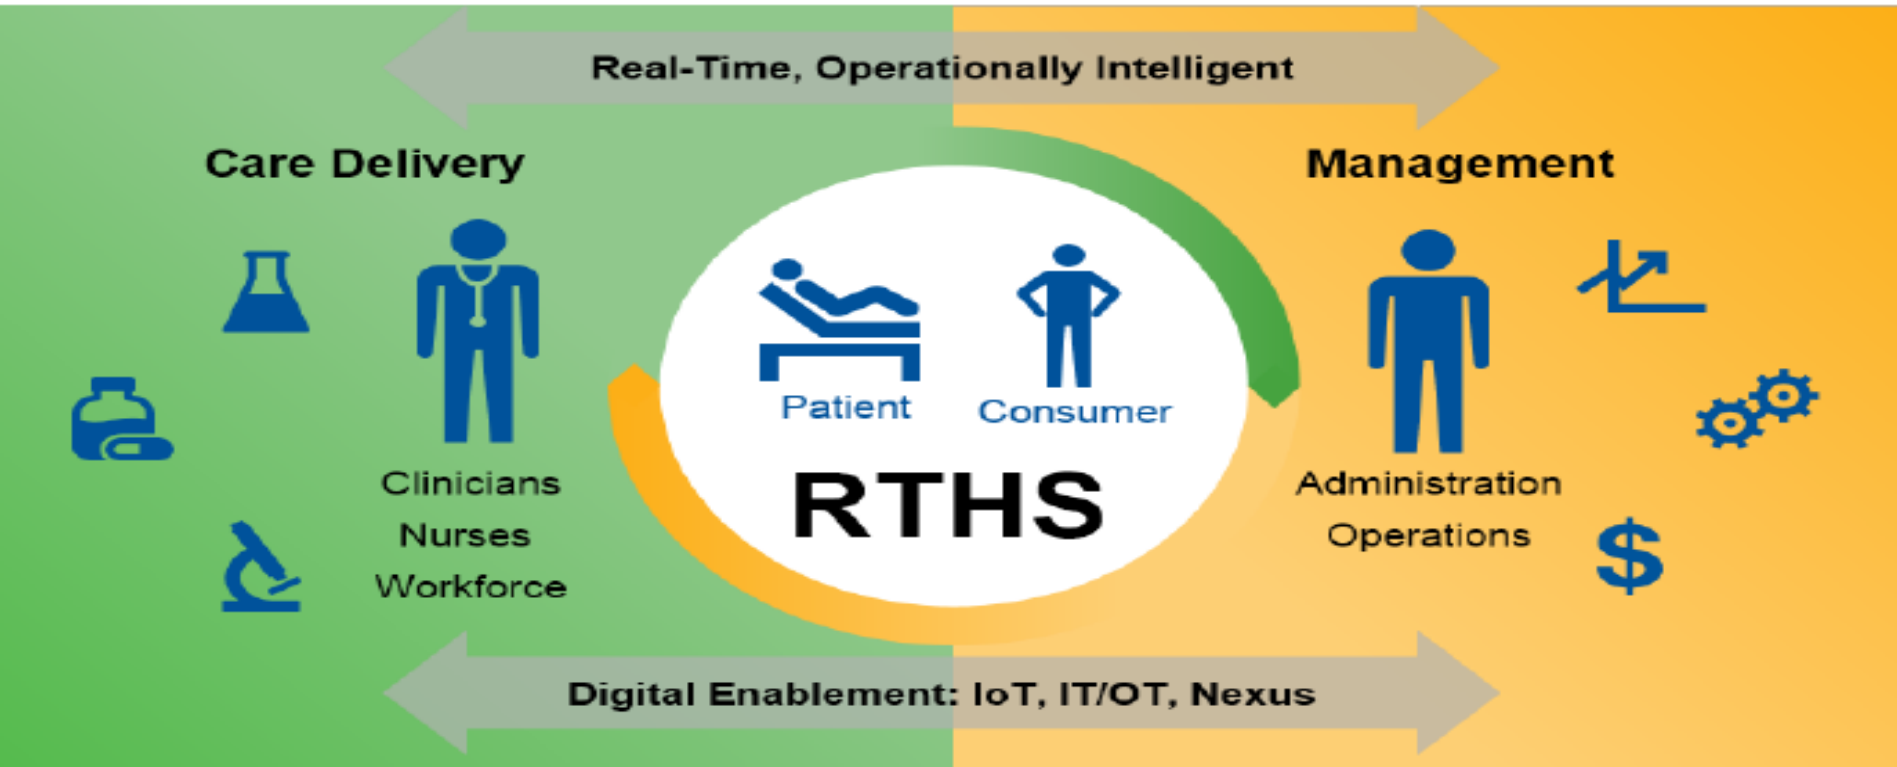 Real-Time, Operationally Intelligent
Care Delivery
Management
Patient
Consumer
RTHS
Clinicians
Nurses
Workforce
Administration
Operations
$
Digital Enablement: IoT, IT/OT, Nexus